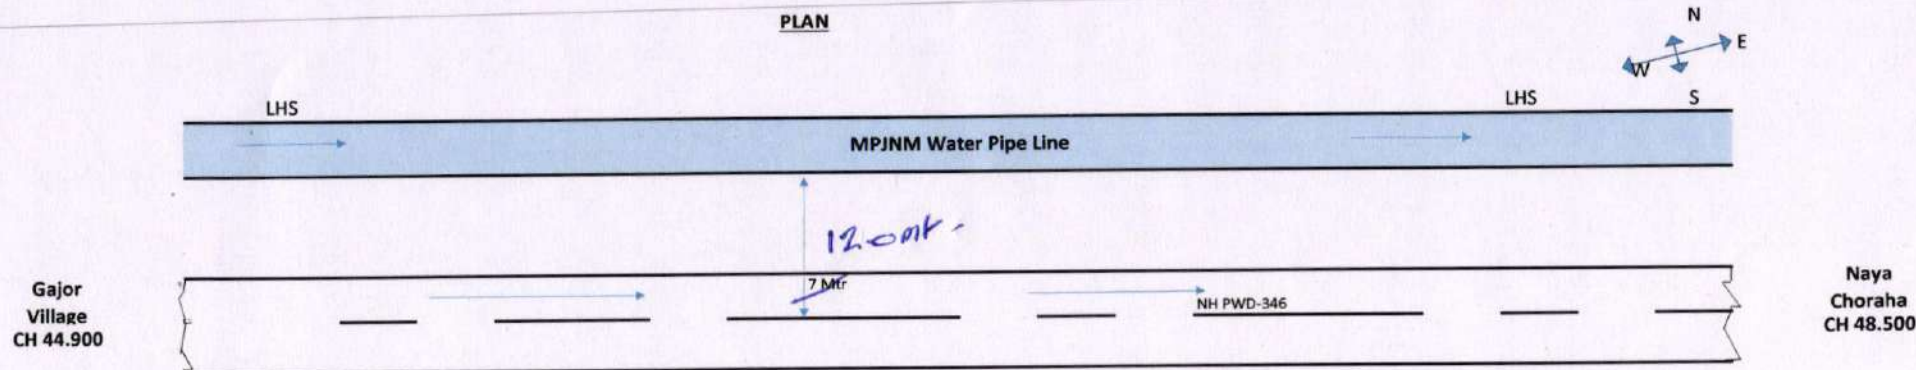 PLAN
N
E
W
S
LHS
LHS
MPJNM Water Pipe Line
12.0mt.
7 Mtr
NH PWD-346
Gajor
Village
CH 44.900
Naya
Choraha
CH 48.500